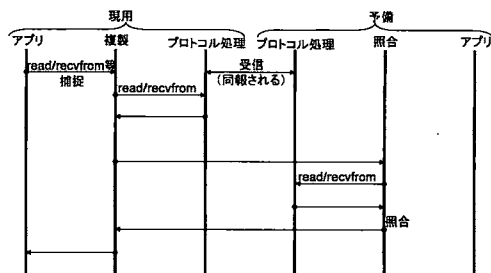 現用
予備
アプリ
複製
プロトコル処理
プロトコル処理
照合
アプリ
read/recvfrom等
捕捉
受信
(同報される)
read/recvfrom
read/recvfrom
照合